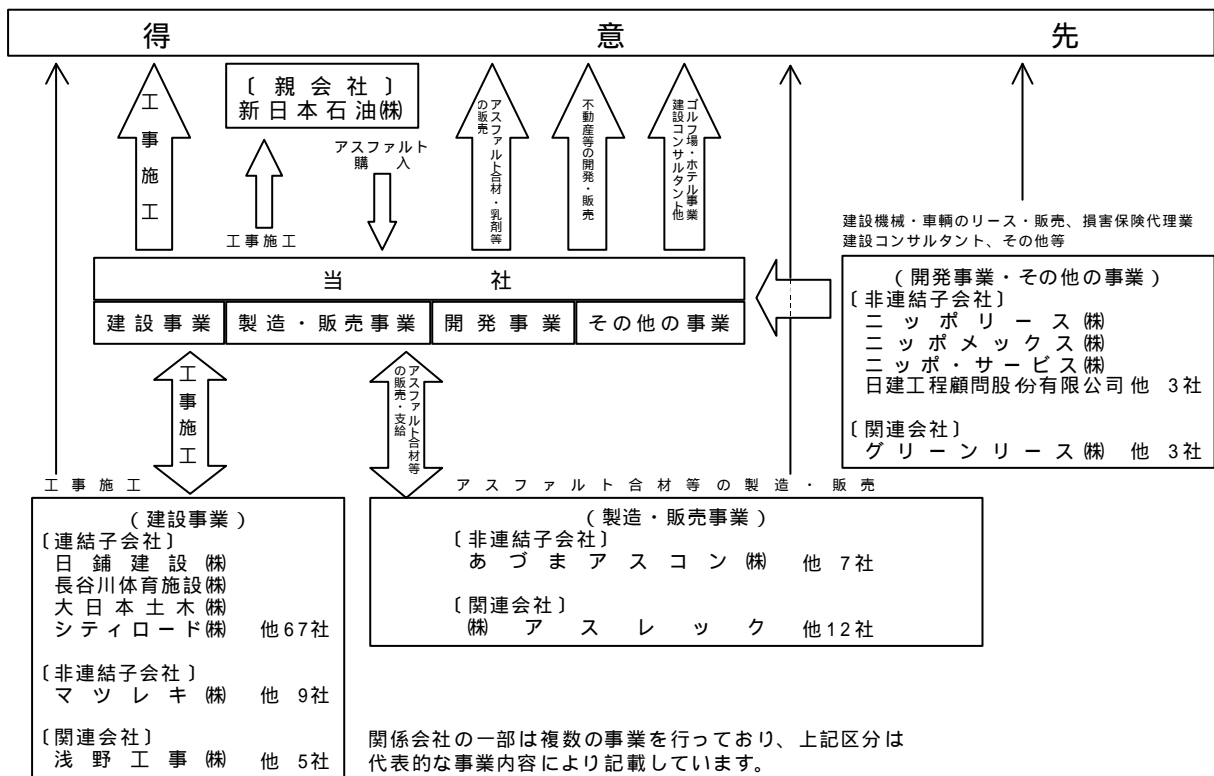 得意先
〔親会社〕
新日本石油㈱
工事施工
アスファルト
購入
工事施工
アスファルト合材・乳剤等
の販売
不動産等の開発・販売
ゴルフ場・ホテル事業
建設コンサルタント他
建設機械・車輌のリース・販売、損害保険代理業
建設コンサルタント、その他等
当社
建設事業 製造・販売事業 開発事業 その他の事業
(開発事業・その他の事業)
〔非連結子会社〕
ニッポリース㈱
ニッポメックス㈱
ニッポ・サービス㈱
日建工程顧問股份有限公司 他 3社
〔関連会社〕
グリーンリース㈱ 他 3社
工事施工
アスファルト合材等
の販売・支給
工事施工
(建設事業)
〔連結子会社〕
日鋪建設㈱
長谷川体育施設㈱
大日本土木㈱
シティロード㈱ 他67社
〔非連結子会社〕
マツレキ㈱ 他 9社
〔関連会社〕
浅野工事㈱ 他 5社
アスファルト合材等の製造・販売
(製造・販売事業)
〔非連結子会社〕
あづまアスコン㈱ 他 7社
〔関連会社〕
㈱アスレック 他12社
関係会社の一部は複数の事業を行っており、上記区分は
代表的な事業内容により記載しています。